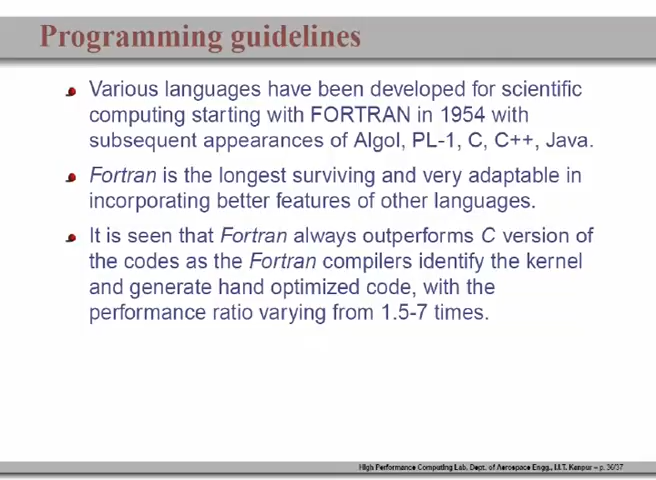 Programming guidelines
Various languages have been developed for scientific
computing starting with FORTRAN in 1954 with
subsequent appearances of Algol, PL-1, C, C++, Java.
Fortran is the longest surviving and very adaptable in
incorporating better features of other languages.
It is seen that Fortran always outperforms C version of
the codes as the Fortran compilers identify the kernel
and generate hand optimized code, with the
performance ratio varying from 1.5-7 times.
High Performance Computing Lab, Dept. of Aerospace Engg., I.I.T. Kanpur – p. 36/37